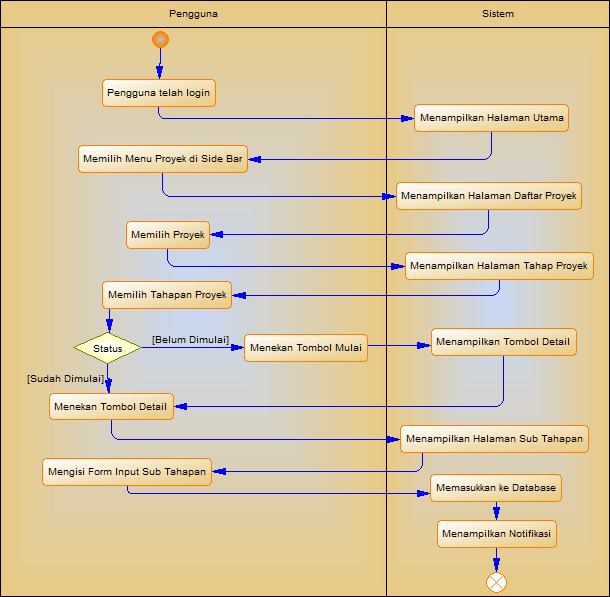 Pengguna
Sistem
Pengguna telah login
Menampilkan Halaman Utama
Memilih Menu Proyek di Side Bar
Menampilkan Halaman Daftar Proyek
Memilih Proyek
Menampilkan Halaman Tahap Proyek
Memilih Tahapan Proyek
Status
[Belum Dimulai]
Menekan Tombol Mulai
Menampilkan Tombol Detail
[Sudah Dimulai]
Menekan Tombol Detail
Menampilkan Halaman Sub Tahapan
Mengisi Form Input Sub Tahapan
Memasukkan ke Database
Menampilkan Notifikasi